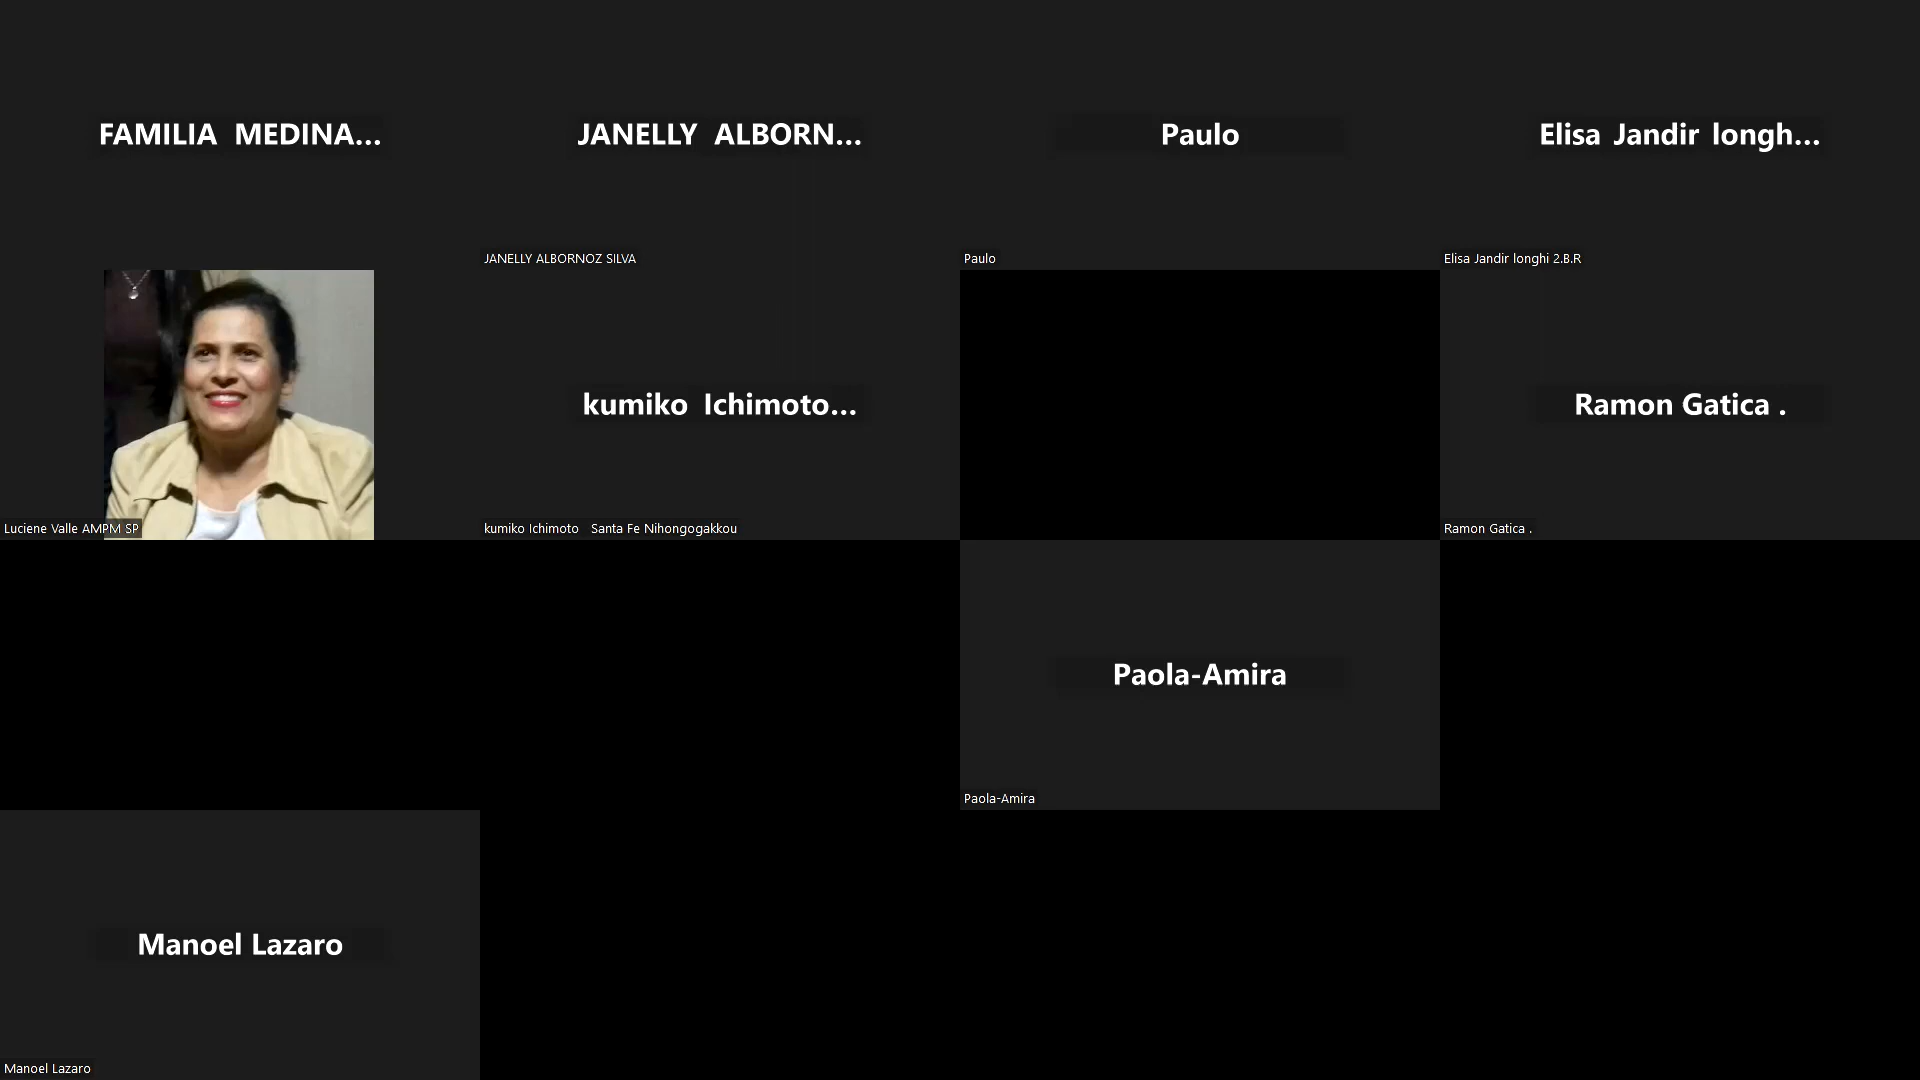 FAMILIA MEDINA...
JANELLY ALBORN...
Paulo
Elisa Jandir longh...
JANELLY ALBORNOZ SILVA
Paulo
Elisa Jandir longhi 2.B.R
kumiko Ichimoto...
Ramon Gatica .
Luciene Valle AMPM SP
kumiko Ichimoto Santa Fe Nihongogakkou
Ramon Gatica .
Paola-Amira
Paola-Amira
Manoel Lazaro
Manoel Lazaro